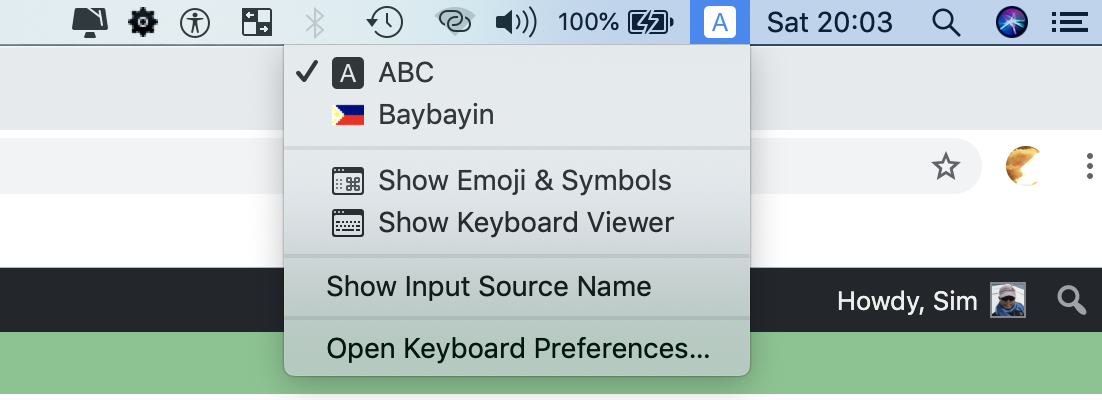 100% A Sat 20:03
A ABC
Baybayin
Show Emoji & Symbols
Show Keyboard Viewer
Show Input Source Name
Howdy, Sim
Open Keyboard Preferences...